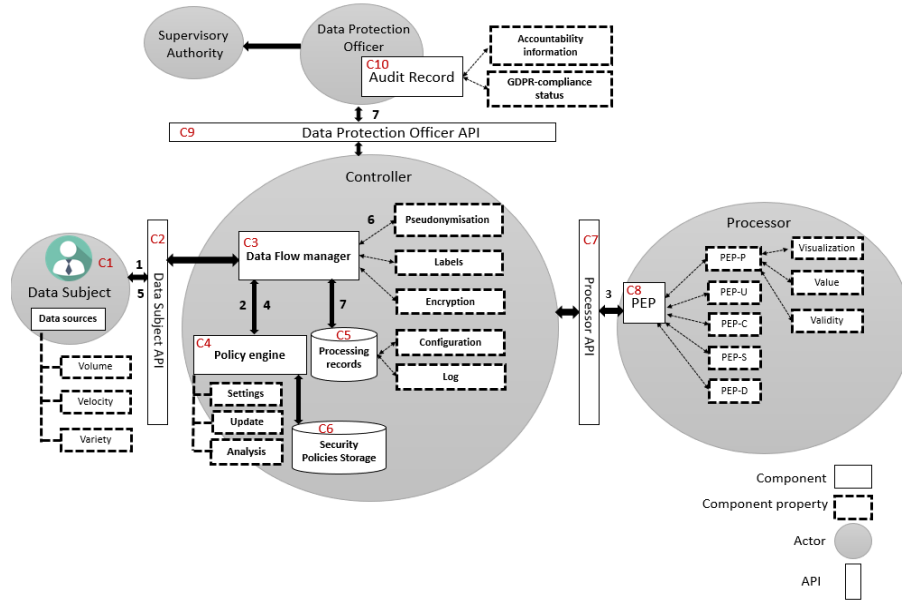 Supervisory
Authority
Data Protection
Officer
C10
Audit Record
Accountability
information
GDPR-compliance
status
7
C9
Data Protection Officer API
Controller
C1
Data Subject
Data sources
Volume
Velocity
Variety
1
5
C2
Data Subject API
C3
Data Flow manager
6
Pseudonymisation
Labels
Encryption
2
4
7
C4
Policy engine
Settings
Update
Analysis
C5
Processing
records
Configuration
Log
C6
Security
Policies Storage
C7
Processor API
3
Processor
C8
PEP
PEP-P
PEP-U
PEP-C
PEP-S
PEP-D
Visualization
Value
Validity
Component
Component property
Actor
API